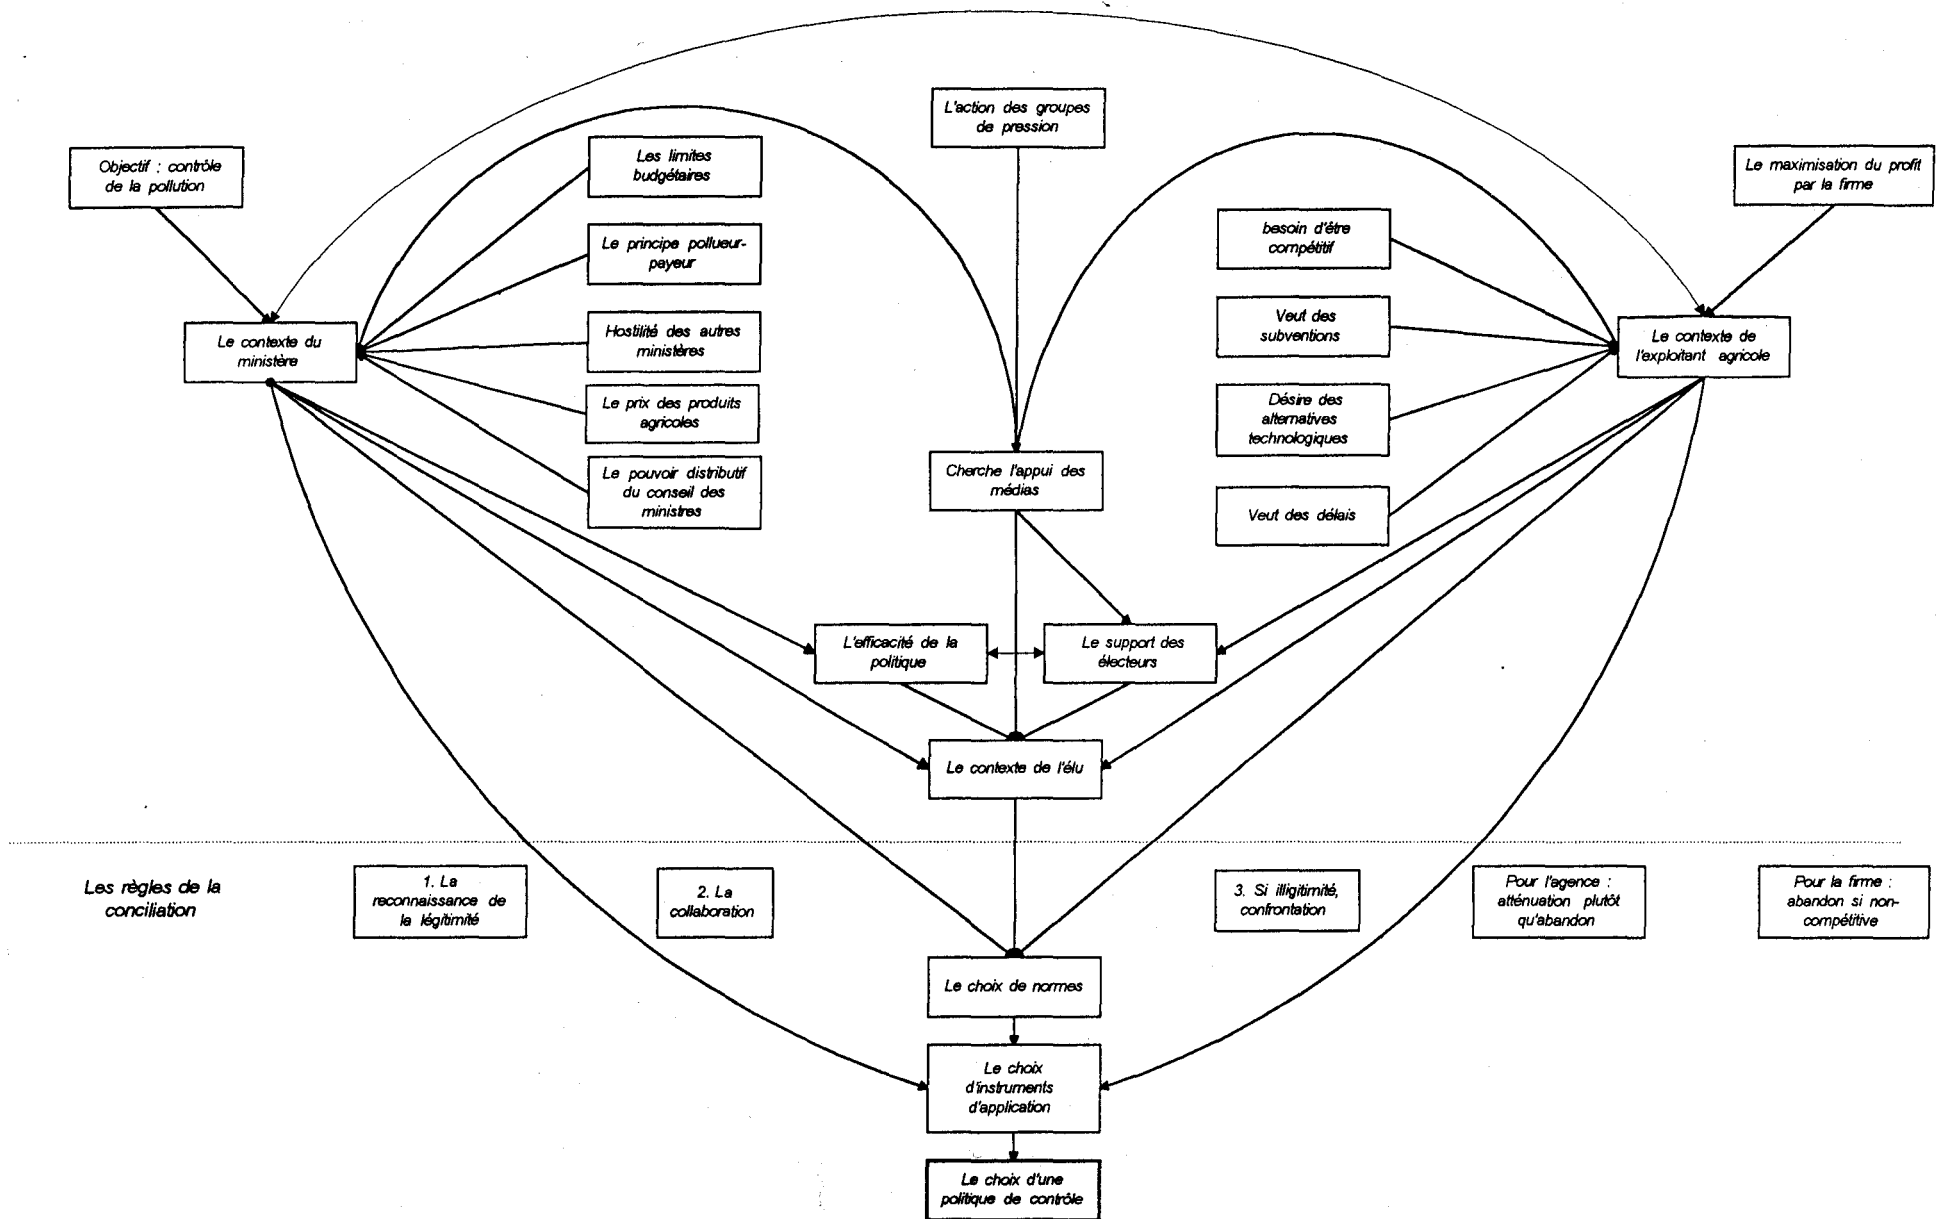 L'action des groupes
de pression
Objectif : contrôle
de la pollution
Les limites
budgétaires
Le maximisation du profit
par la firme
Le principe pollueur-
payeur
besoin d'être
compétitif
Hostilité des autres
ministères
Veut des
subventions
Le contexte du
ministère
Le contexte de
l'exploitant agricole
Le prix des produits
agricoles
Désire des
alternatives
technologiques
Le pouvoir distributif
du conseil des
ministres
Cherche l'appui des
médias
Veut des délais
L'efficacité de la
politique
Le support des
électeurs
Le contexte de l'élu
Les règles de la
conciliation
1. La
reconnaissance de
la légitimité
2. La
collaboration
3. Si illigitimité,
confrontation
Pour l'agence :
atténuation plutôt
qu'abandon
Pour la firme :
abandon si non-
compétitive
Le choix de normes
Le choix
d'instruments
d'application
Le choix d'une
politique de contrôle